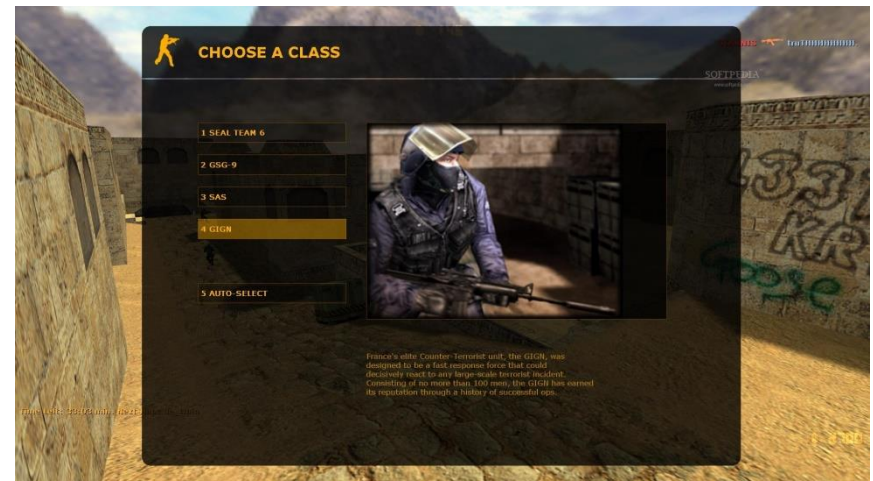 CHOOSE A CLASS
SOFTPEDIA
1 SEAL TEAM 6
2 GSG-9
3 SAS
4 GIGN
5 AUTO-SELECT
France's elite Counter-Terrorist unit, the GIGN, was
designed to be a fast response force that could
decisively react to any large-scale terrorist incident.
Consisting of no more than 100 men, the GIGN has earned
its reputation through a history of successful ops.
L337
KR
Goose